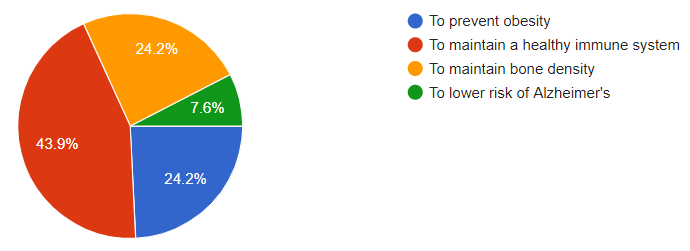 24.2%
7.6%
43.9%
24.2%
To prevent obesity
To maintain a healthy immune system
To maintain bone density
To lower risk of Alzheimer's